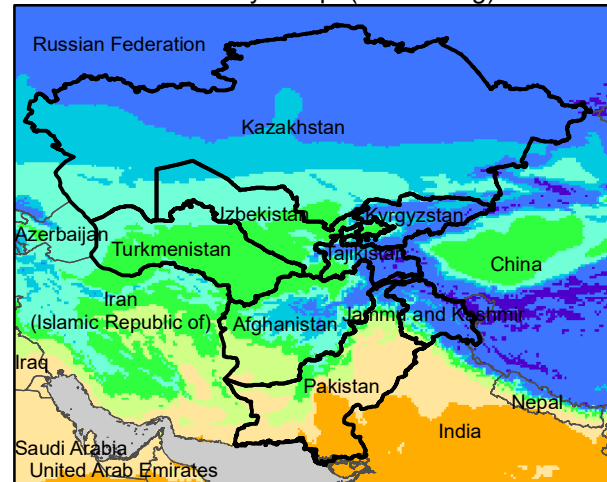 Russian Federation
Kazakhstan
Uzbekistan
Kyrgyzstan
Azerbaijan
Turkmenistan
Tajikistan
China
Iran
(Islamic Republic of)
Afghanistan
Jammu and Kashmir
Iraq
Pakistan
Nepal
India
Saudi Arabia
United Arab Emirates